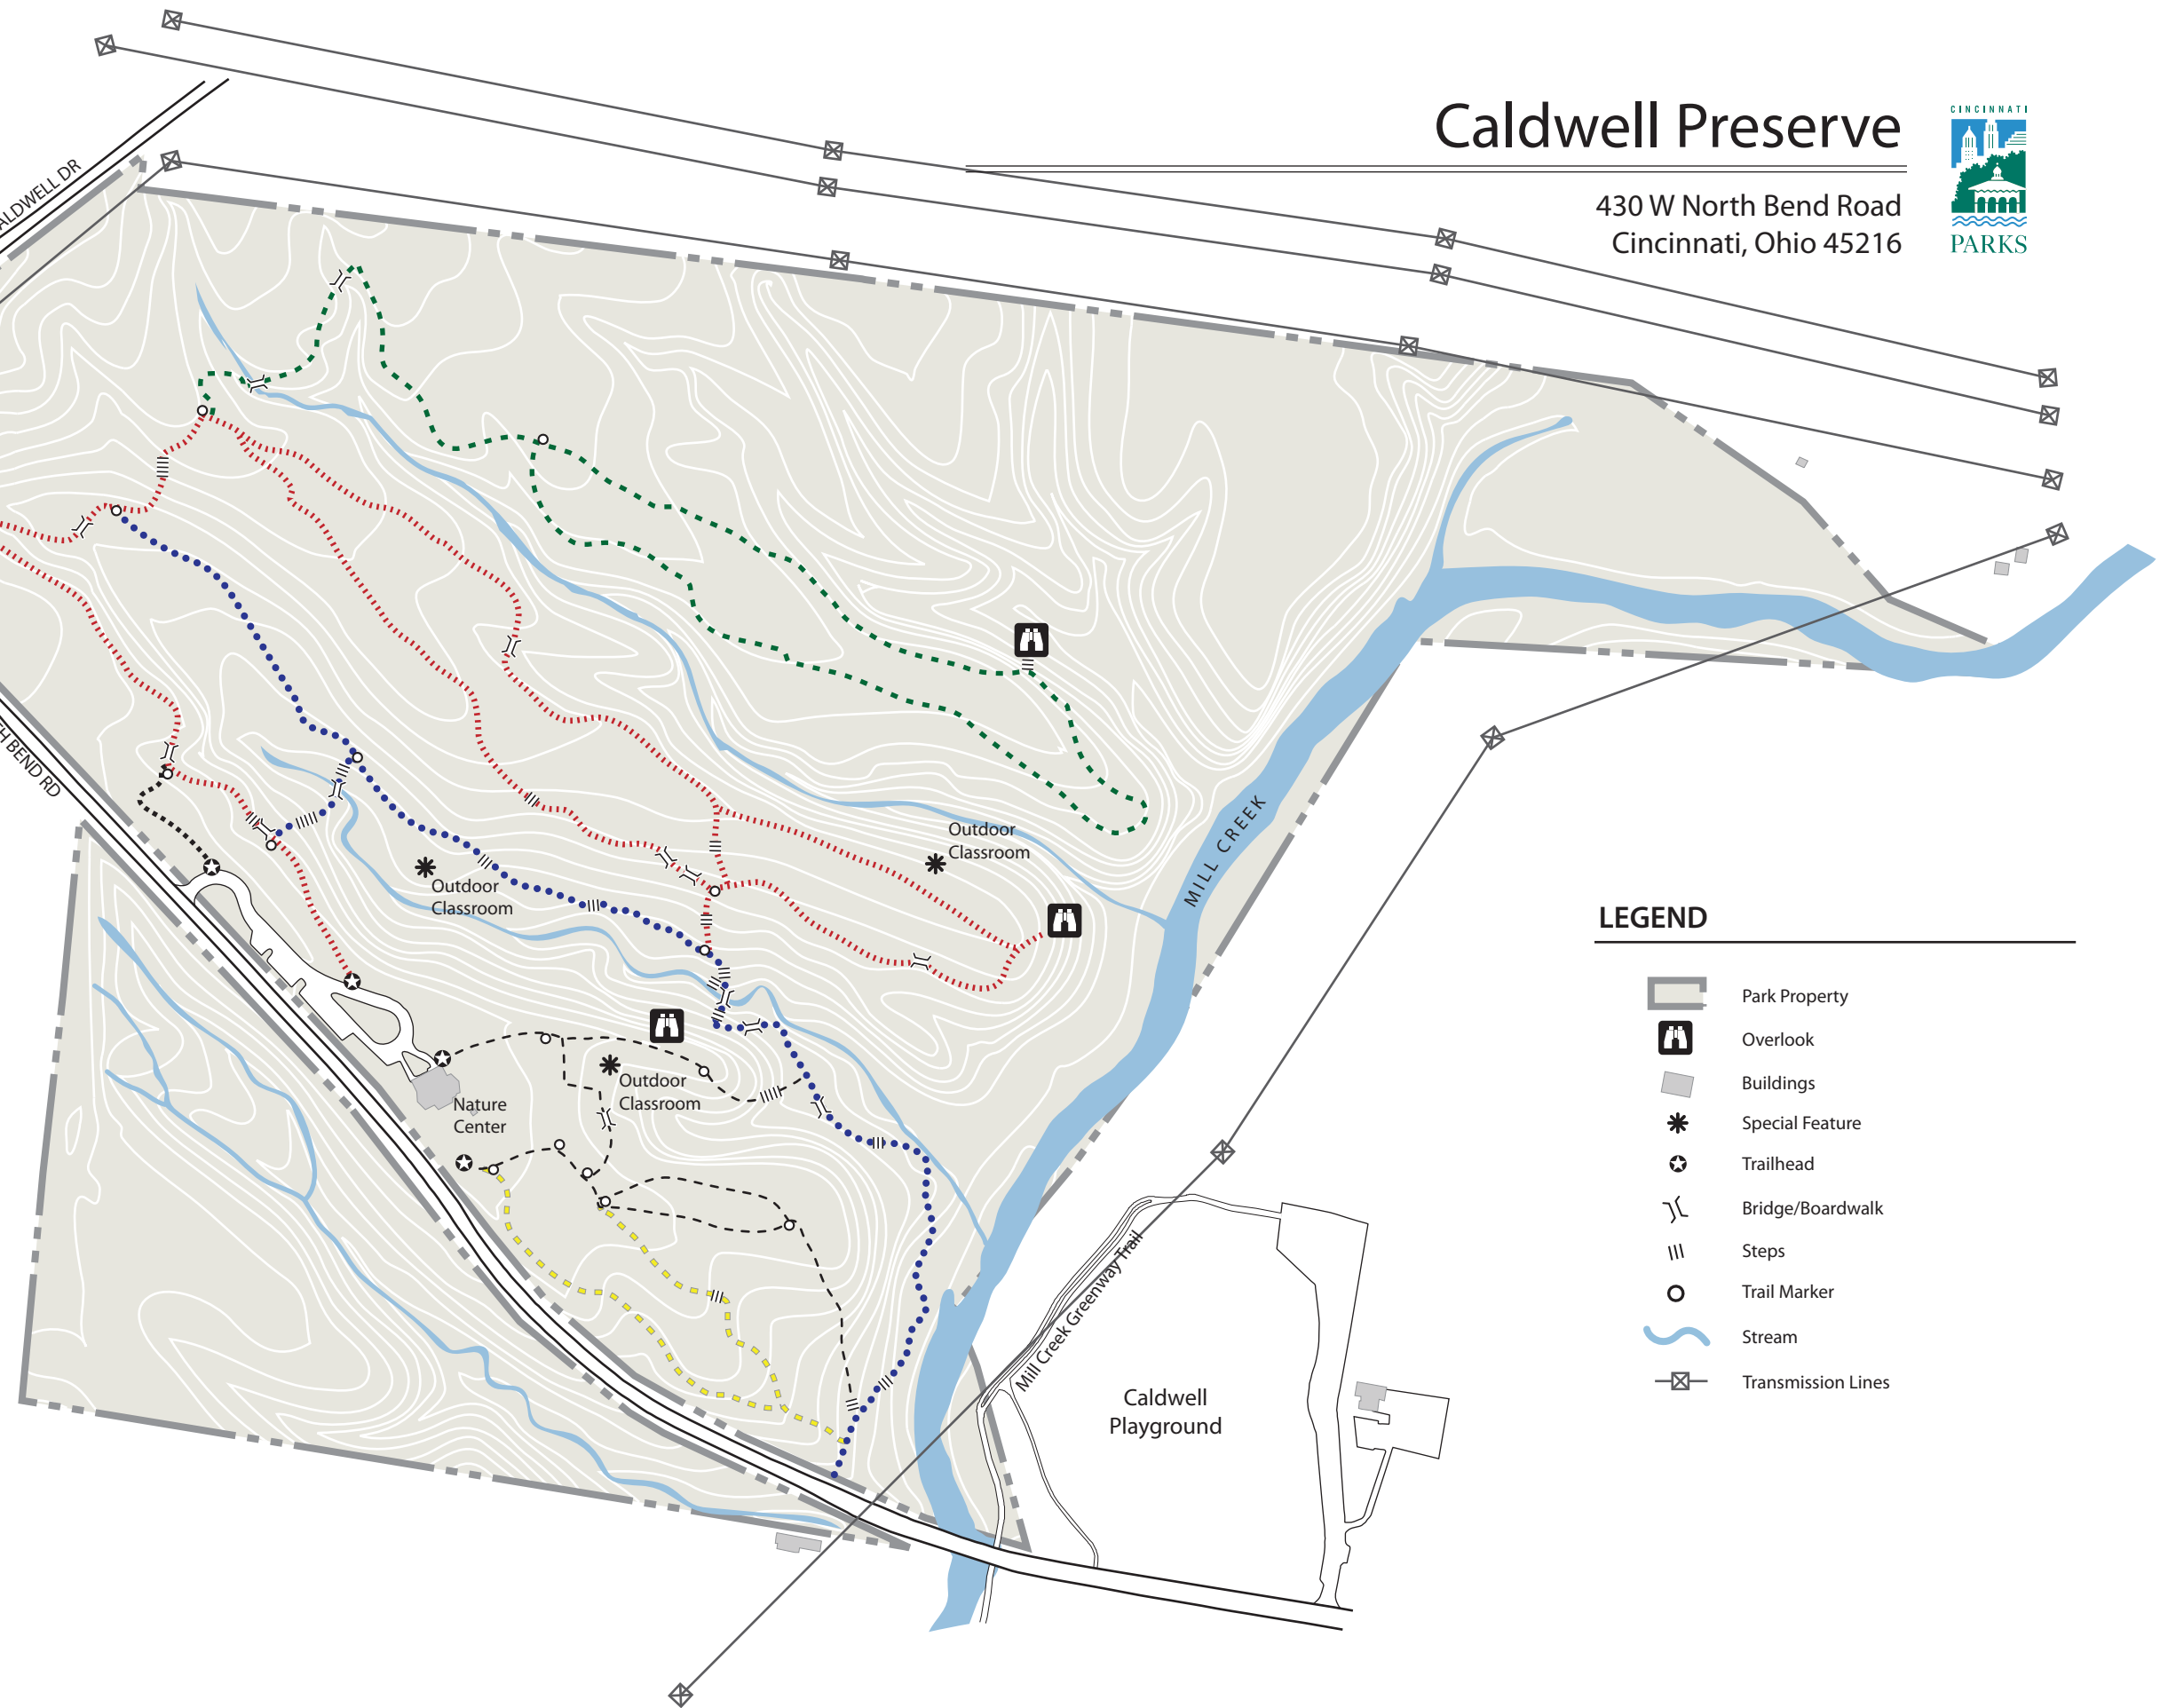 CINCINNATI
PARKS
Caldwell Preserve
430 W North Bend Road
Cincinnati, Ohio 45216
ALDWELL DR
TH BEND RD
MILL CREEK
Outdoor
Classroom
Outdoor
Classroom
Outdoor
Classroom
Nature
Center
Mill Creek Greenway Trail
Caldwell
Playground
LEGEND
Park Property
Overlook
Buildings
Special Feature
Trailhead
Bridge/Boardwalk
Steps
Trail Marker
Stream
Transmission Lines